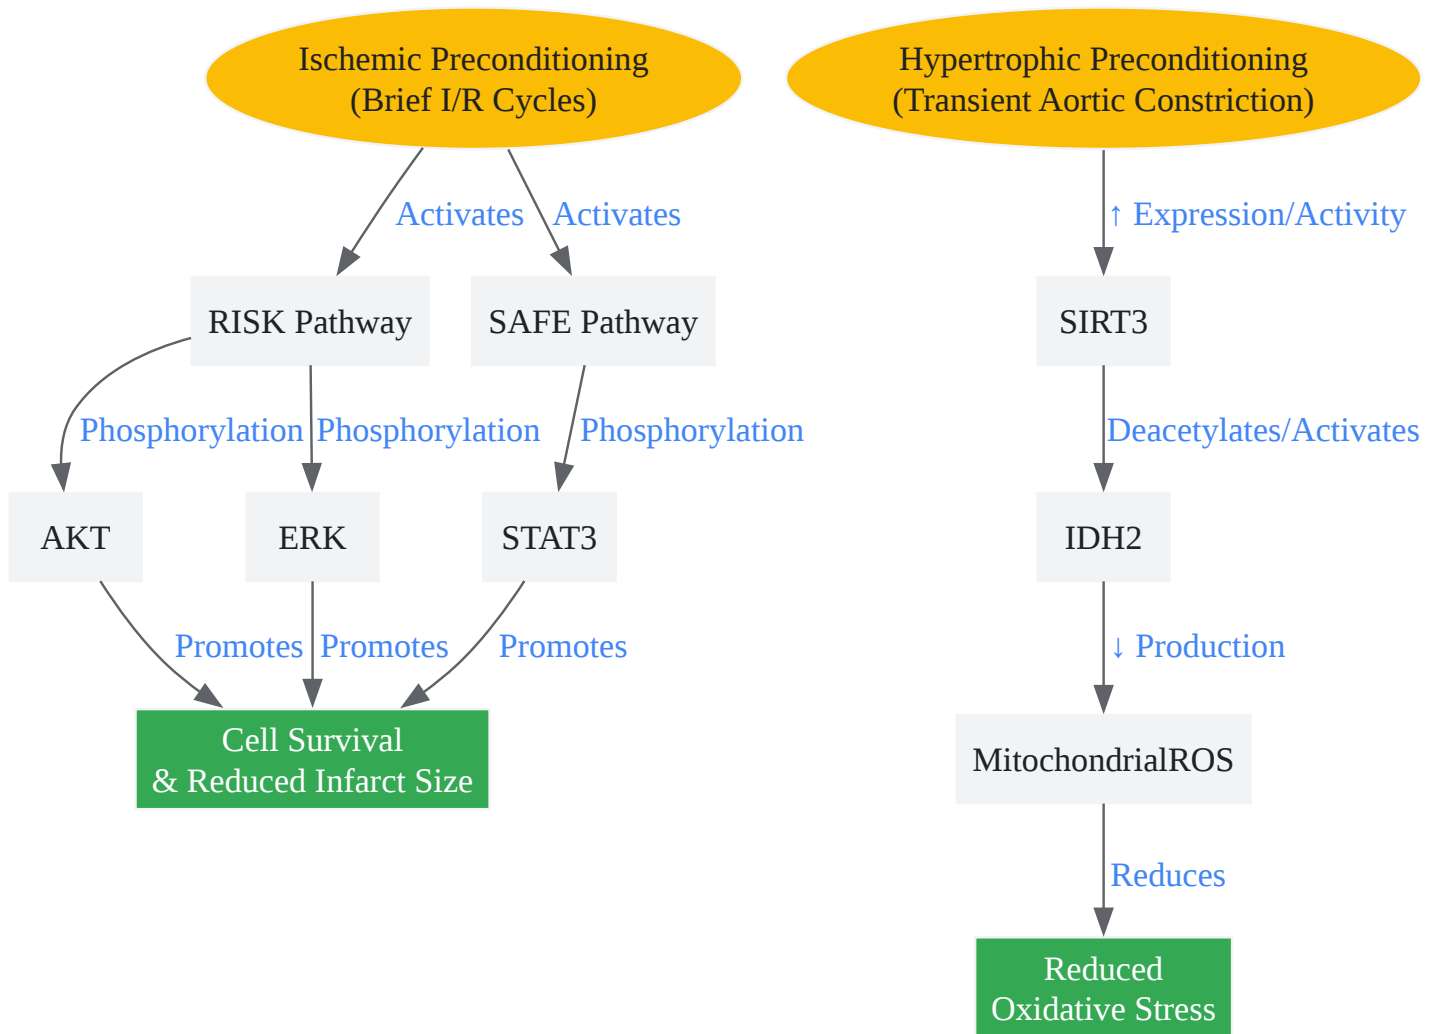 Ischemic Preconditioning
(Brief I/R Cycles)
Hypertrophic Preconditioning
(Transient Aortic Constriction)
Activates
Activates
↑ Expression/Activity
RISK Pathway
SAFE Pathway
SIRT3
Phosphorylation
Phosphorylation
Phosphorylation
Deacetylates/Activates
AKT
ERK
STAT3
IDH2
Promotes
Promotes
Promotes
↓ Production
Cell Survival
& Reduced Infarct Size
MitochondrialROS
Reduces
Reduced
Oxidative Stress